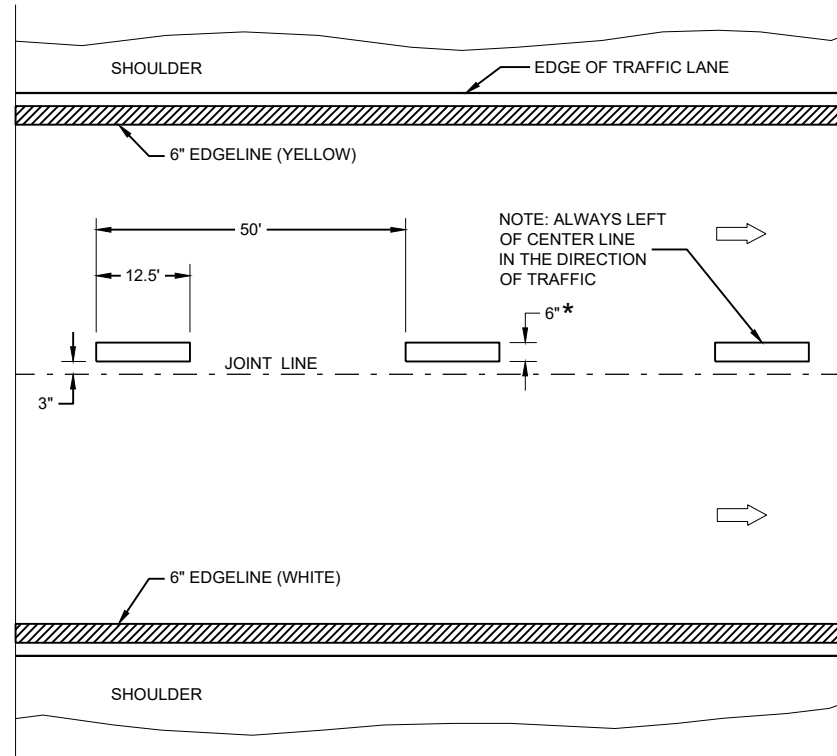 SHOULDER
EDGE OF TRAFFIC LANE
6" EDGELINE (YELLOW)
50'
12.5'
NOTE: ALWAYS LEFT
OF CENTER LINE
IN THE DIRECTION
OF TRAFFIC
6"*
JOINT LINE
3"
6" EDGELINE (WHITE)
SHOULDER